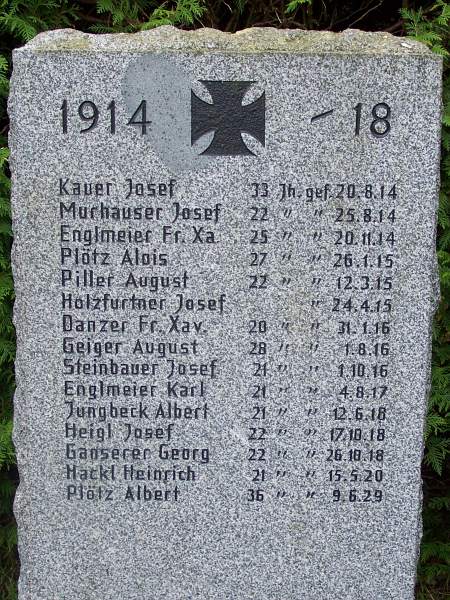 1914 - 18
Kauer Josef 33 Jh. gef. 20.8.14
Murhauser Josef 22 " " 25.8.14
Englmeier Fr. Xa 25 " " 20.11.14
Plötz Alois 27 " " 26.1.15
Piller August 22 " " 12.3.15
Holzfurtner Josef " 24.4.15
Danzer Fr. Xav. 20 " " 31.1.16
Geiger August 28 " " 1.8.16
Steinbauer Josef 21 " " 1.10.16
Englmeier Karl 21 " " 4.8.17
Jungbeck Albert 21 " " 12.6.18
Heigl Josef 22 " " 17.10.18
Ganserer Georg 22 " " 26.10.18
Hackl Heinrich 21 " " 15.5.20
Plötz Albert 36 " " 9.6.29